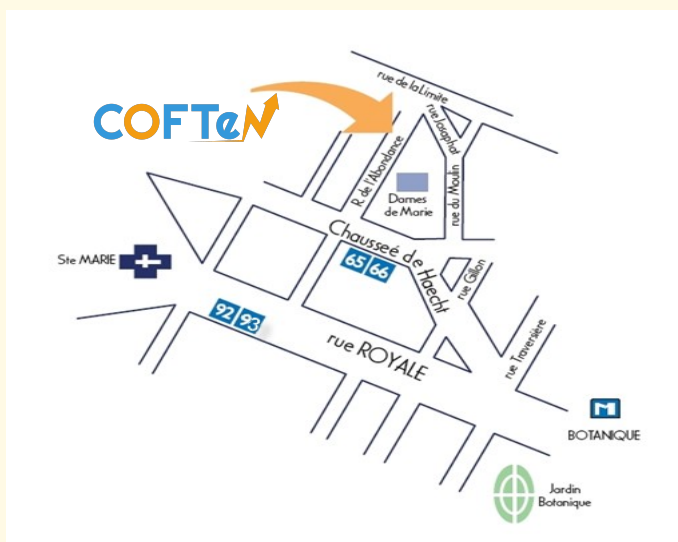 rue de la Limite
COFTeN
rue Josaphat
R. de l'Abondance
Dames
de Marie
rue du Moulin
Chausseé de Haecht
Ste MARIE
65 66
rue Gillon
92 93
rue ROYALE
rue Traversière
M
BOTANIQUE
Jardin
Botanique